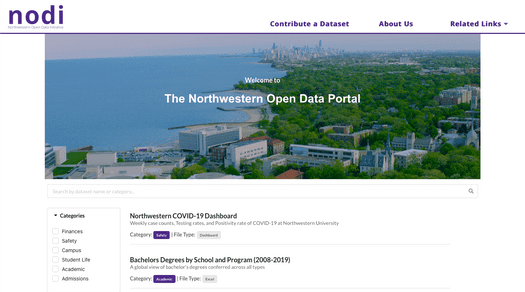 nodi
Northwestern Open Data Initiative
Contribute a Dataset
About Us
Related Links
Welcome to
The Northwestern Open Data Portal
Search by dataset name or category...
Categories
Finances
Safety
Campus
Student Life
Academic
Admissions
Northwestern COVID-19 Dashboard
Weekly case counts, Testing rates, and Positivity rate of COVID-19 at Northwestern University
Category: Safety | File Type: Dashboard
Bachelors Degrees by School and Program (2008-2019)
A global view of bachelor's degrees conferred across all types
Category: Academic | File Type: Excel